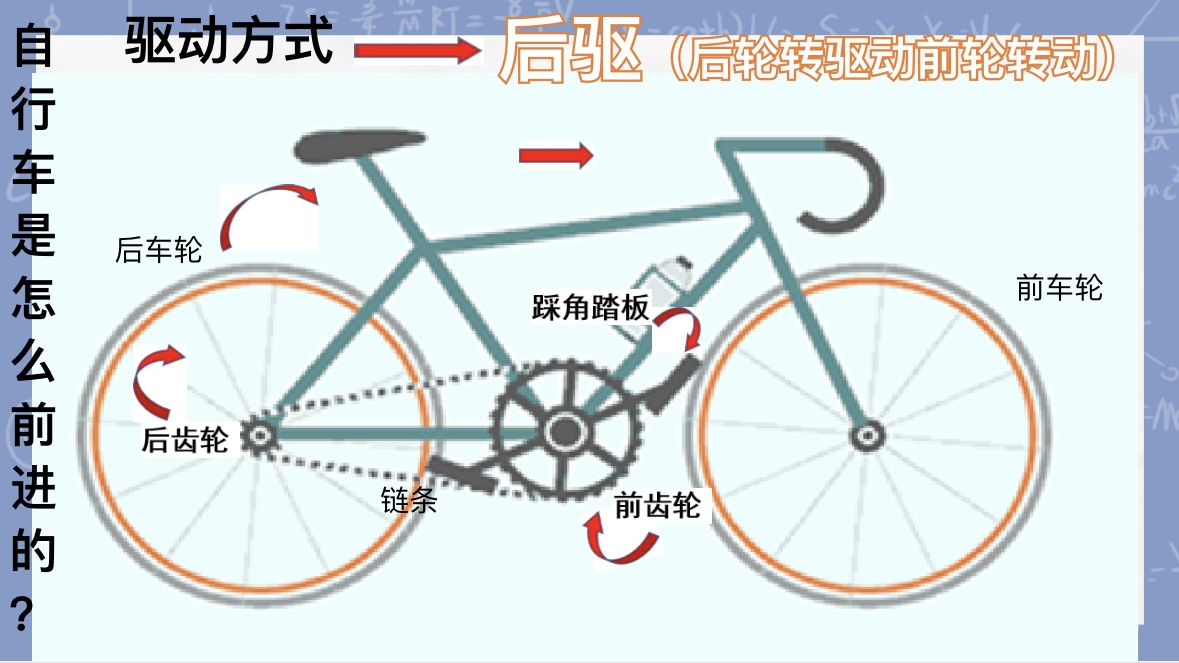 自行车是怎么前进的？
驱动方式
后驱（后轮转驱动前轮转动）
后车轮
踩角踏板
前车轮
后齿轮
链条
前齿轮